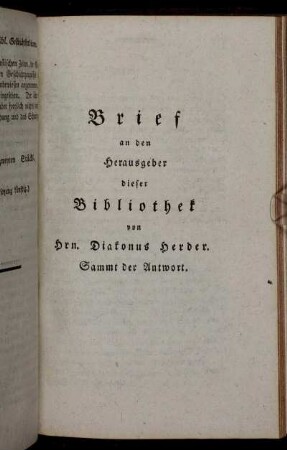 Brief
an den
Herausgeber
dieser
Bibliothek
von
Hrn. Diakonus Herder.
Sammt der Antwort.